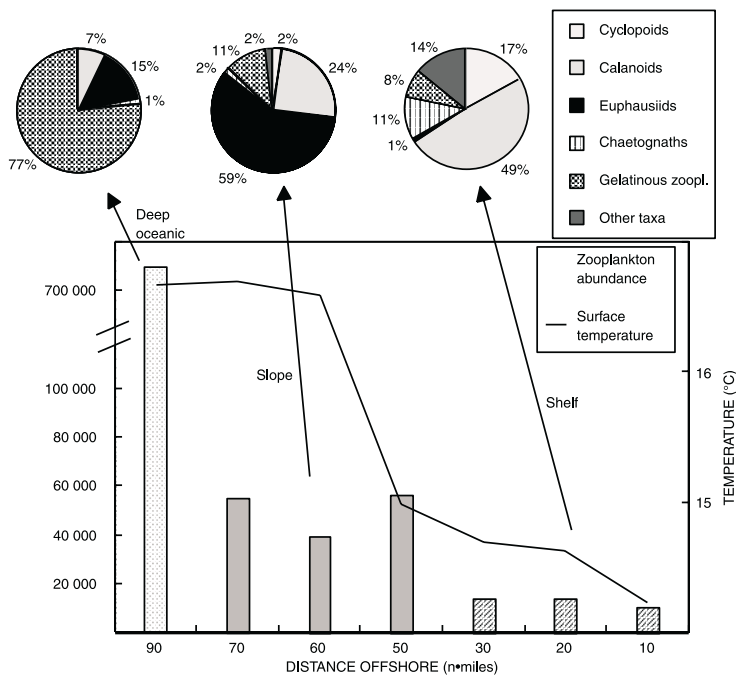 7%
15%
1%
77%
2%
2%
11%
2%
24%
59%
14%
17%
8%
11%
1%
49%
Cyclopoids
Calanoids
Euphausiids
Chaetognaths
Gelatinous zoopl.
Other taxa
Deep
oceanic
Zooplankton
abundance
Surface
temperature
Slope
Shelf
700 000
100 000
80 000
60 000
40 000
20 000
16
15
TEMPERATURE (°C)
90
70
60
50
30
20
10
DISTANCE OFFSHORE (n•miles)